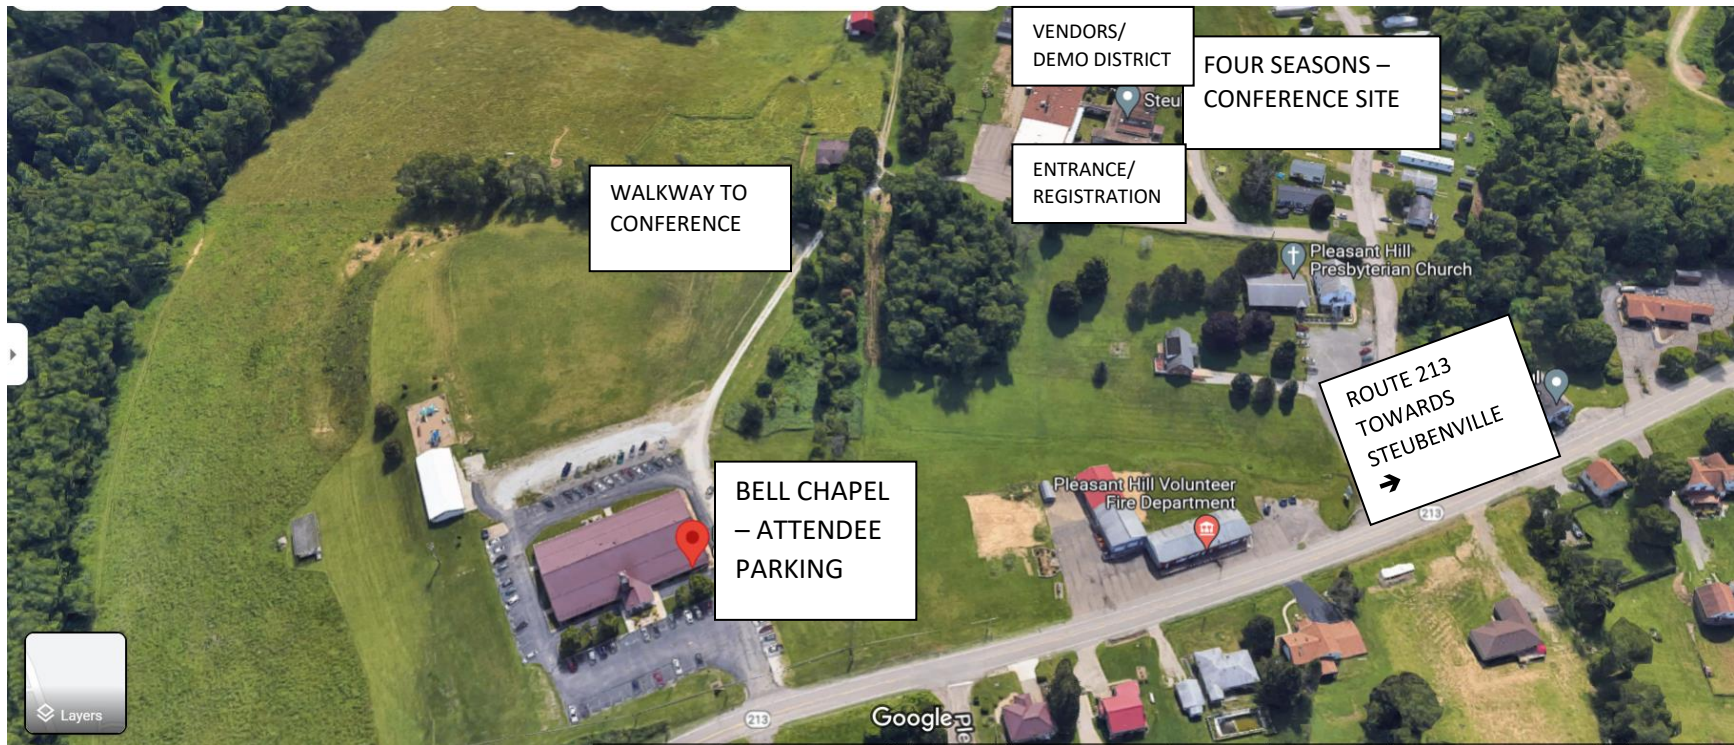 VENDORS/
DEMO DISTRICT
FOUR SEASONS –
CONFERENCE SITE
Steu
ENTRANCE/
REGISTRATION
WALKWAY TO
CONFERENCE
Pleasant Hill
Presbyterian Church
ROUTE 213
TOWARDS
STEUBENVILLE
➔
BELL CHAPEL
– ATTENDEE
PARKING
Pleasant Hill Volunteer
Fire Department
213
Layers
213
Google
Ple